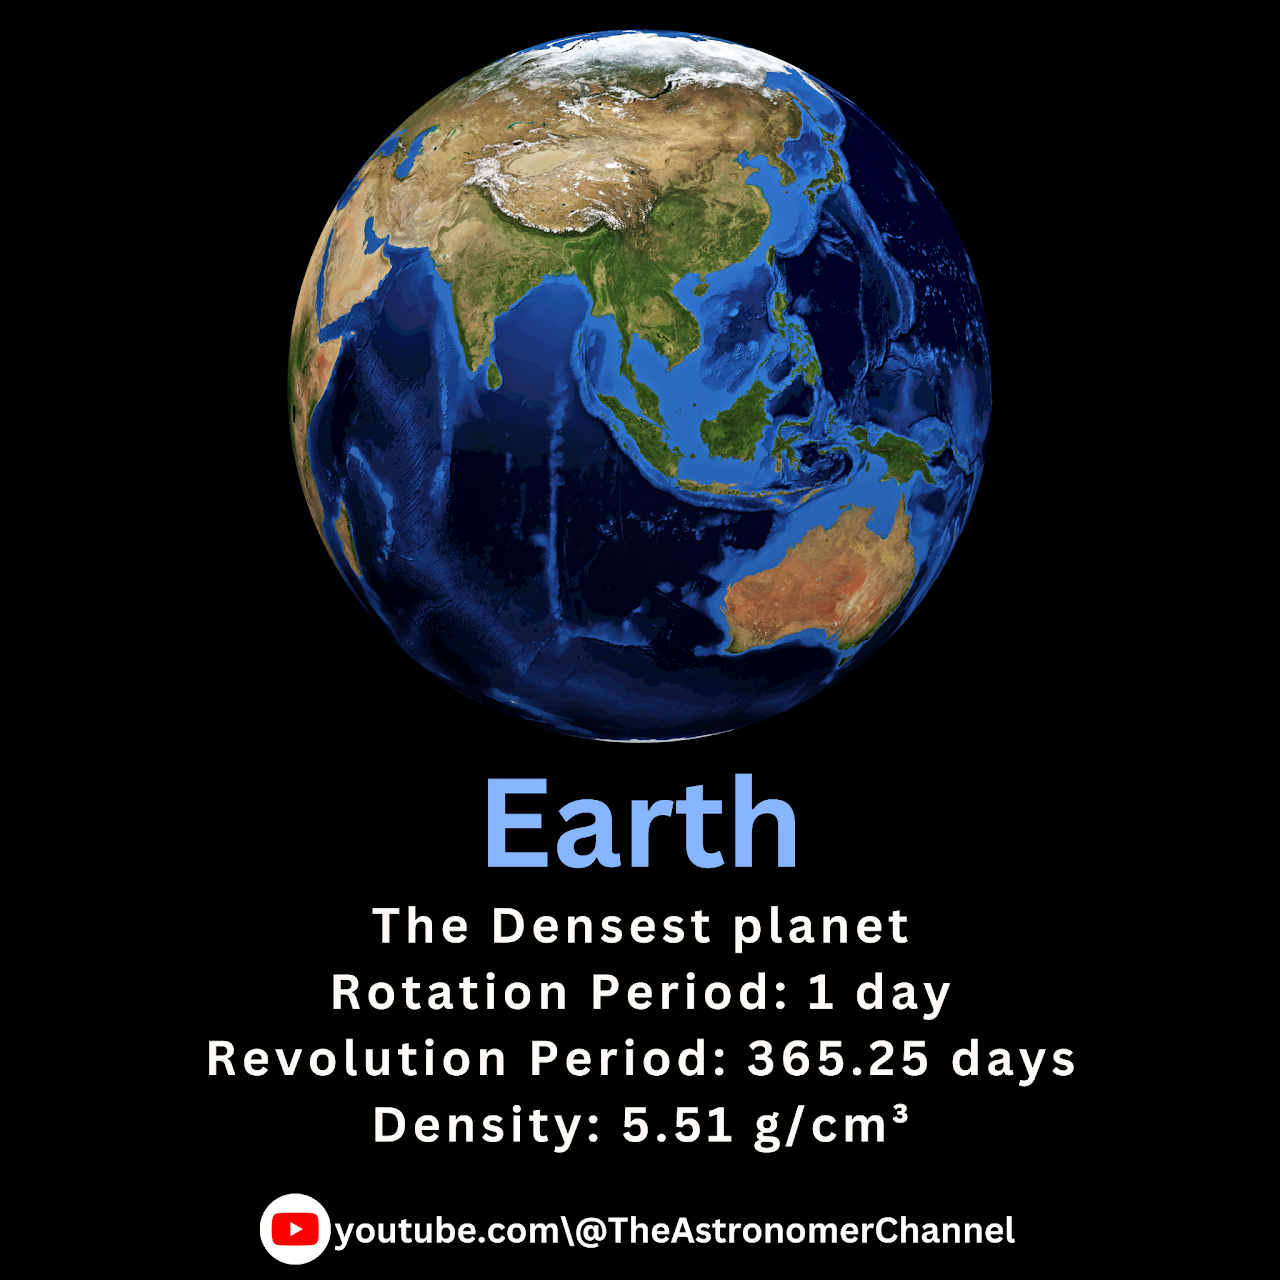 Earth
The Densest planet
Rotation Period: 1 day
Revolution Period: 365.25 days
Density: 5.51 g/cm³
youtube.com\@TheAstronomerChannel